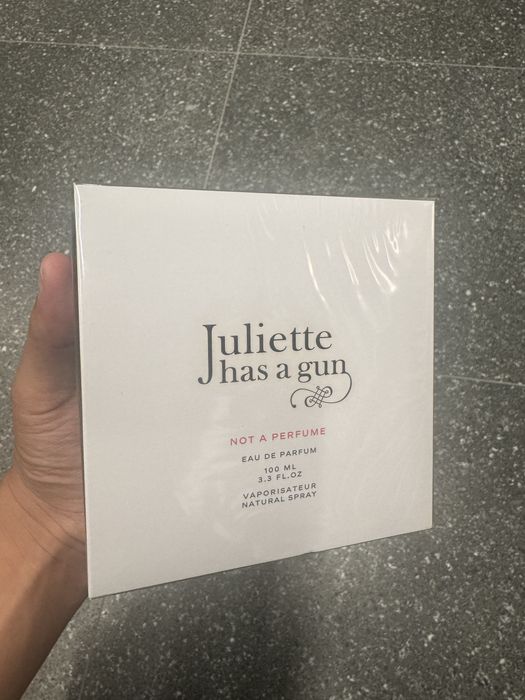 Juliette
has a gun
NOT A PERFUME
EAU DE PARFUM
100 ML
3.3 FL.OZ
VAPORISATEUR
NATURAL SPRAY